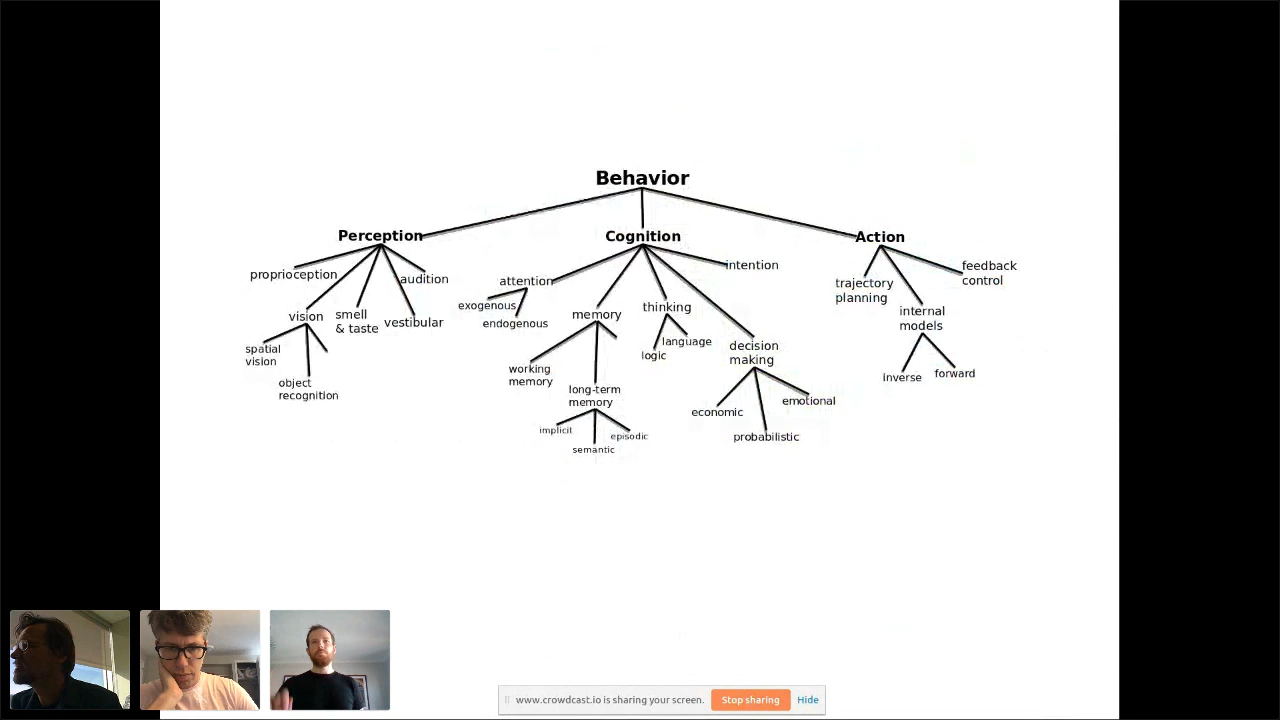 Behavior
Perception
Cognition
Action
proprioception
audition
vision
smell
& taste
vestibular
spatial
vision
object
recognition
attention
intention
exogenous
endogenous
memory
thinking
working
memory
long-term
memory
implicit
semantic
episodic
logic
language
decision
making
economic
probabilistic
emotional
trajectory
planning
feedback
control
internal
models
inverse
forward
www.crowdcast.io is sharing your screen.
Stop sharing
Hide